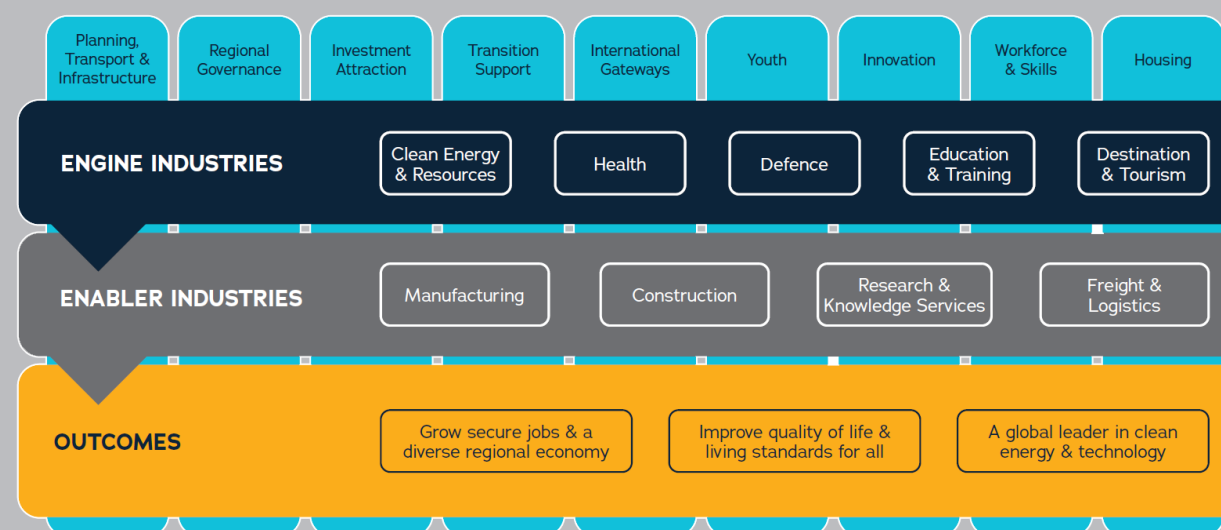 Planning,
Transport &
Infrastructure
Regional
Governance
Investment
Attraction
Transition
Support
International
Gateways
Youth
Innovation
Workforce
& Skills
Housing
ENGINE INDUSTRIES
Clean Energy
& Resources
Health
Defence
Education
& Training
Destination
& Tourism
ENABLER INDUSTRIES
Manufacturing
Construction
Research &
Knowledge Services
Freight &
Logistics
OUTCOMES
Grow secure jobs & a
diverse regional economy
Improve quality of life &
living standards for all
A global leader in clean
energy & technology